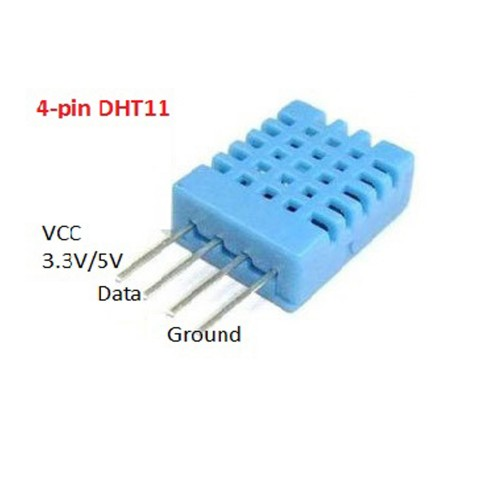 4-pin DHT11
VCC
3.3V/5V
Data
Ground